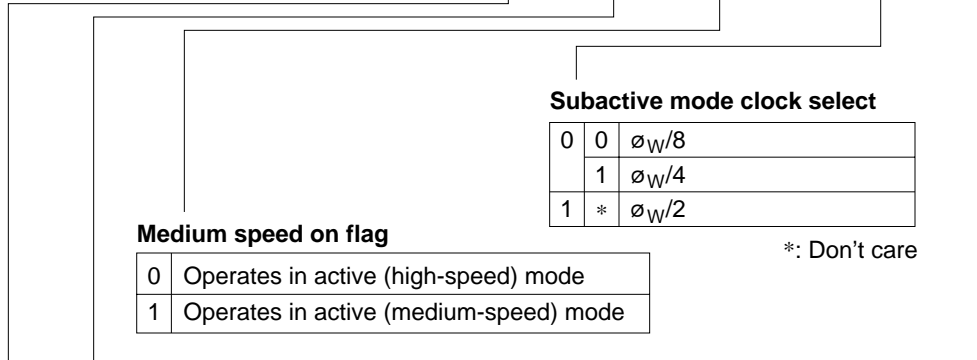 Subactive mode clock select
0 0 øW/8
1 øW/4
1 * øW/2
*: Don't care
Medium speed on flag
0 Operates in active (high-speed) mode
1 Operates in active (medium-speed) mode